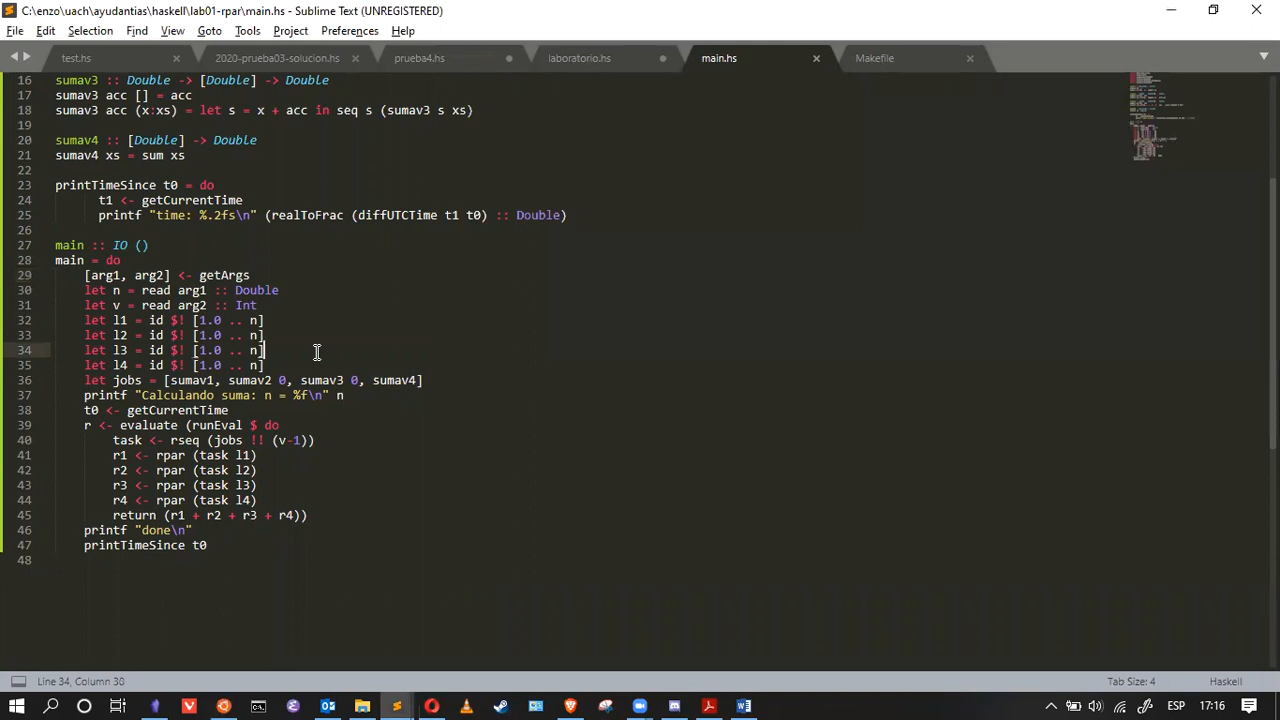 C:\enzo\uach\ayudantias\haskell\lab01-rpar\main.hs - Sublime Text (UNREGISTERED)
File Edit Selection Find View Goto Tools Project Preferences Help
test.hs 2020-prueba03-solucion.hs prueba4.hs laboratorio.hs main.hs Makefile
16 sumav3 :: Double -> [Double] -> Double
17 sumav3 acc [] = acc
18 sumav3 acc (x:xs) = let s = x + acc in seq s (sumav3 s xs)
19
20 sumav4 :: [Double] -> Double
21 sumav4 xs = sum xs
22
23 printTimeSince t0 = do
24 t1 <- getCurrentTime
25 printf "time: %.2fs\n" (realToFrac (diffUTCTime t1 t0) :: Double)
26
27 main :: IO ()
28 main = do
29 [arg1, arg2] <- getArgs
30 let n = read arg1 :: Double
31 let v = read arg2 :: Int
32 let l1 = id $! [1.0 .. n]
33 let l2 = id $! [1.0 .. n]
34 let l3 = id $! [1.0 .. n]
35 let l4 = id $! [1.0 .. n]
36 let jobs = [sumav1, sumav2 0, sumav3 0, sumav4]
37 printf "Calculando suma: n = %f\n" n
38 t0 <- getCurrentTime
39 r <- evaluate (runEval $ do
40 task <- rseq (jobs !! (v-1))
41 r1 <- rpar (task l1)
42 r2 <- rpar (task l2)
43 r3 <- rpar (task l3)
44 r4 <- rpar (task l4)
45 return (r1 + r2 + r3 + r4))
46 printf "done\n"
47 printTimeSince t0
48
Line 34, Column 30 Tab Size: 4 Haskell
ESP 17:16